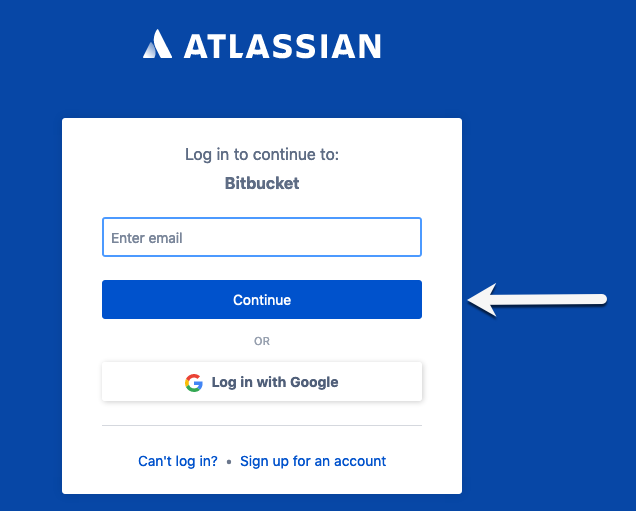 ATLASSIAN
Log in to continue to:
Bitbucket
Enter email
Continue
OR
Log in with Google
Can't log in? • Sign up for an account